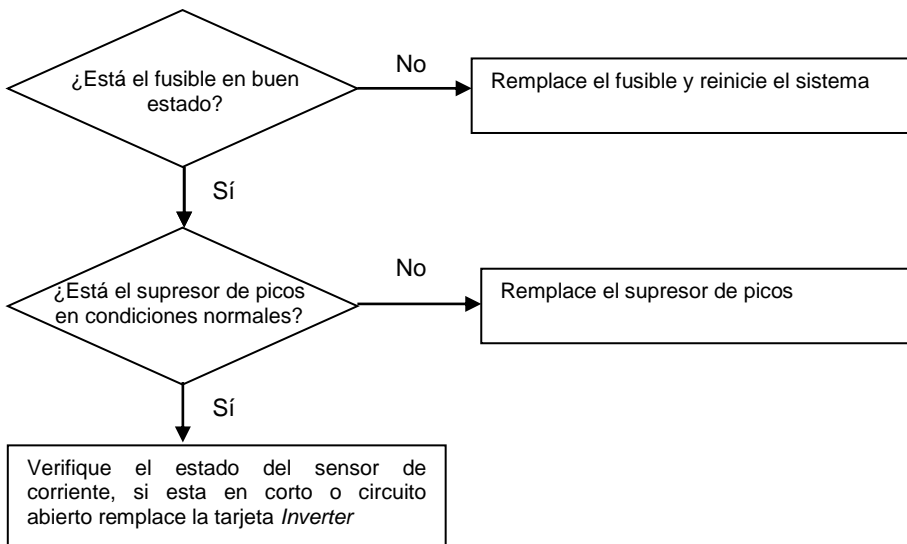 ¿Está el fusible en buen
estado?
No
Remplace el fusible y reinicie el sistema
Sí
¿Está el supresor de picos
en condiciones normales?
No
Remplace el supresor de picos
Sí
Verifique el estado del sensor de
corriente, si esta en corto o circuito
abierto remplace la tarjeta Inverter